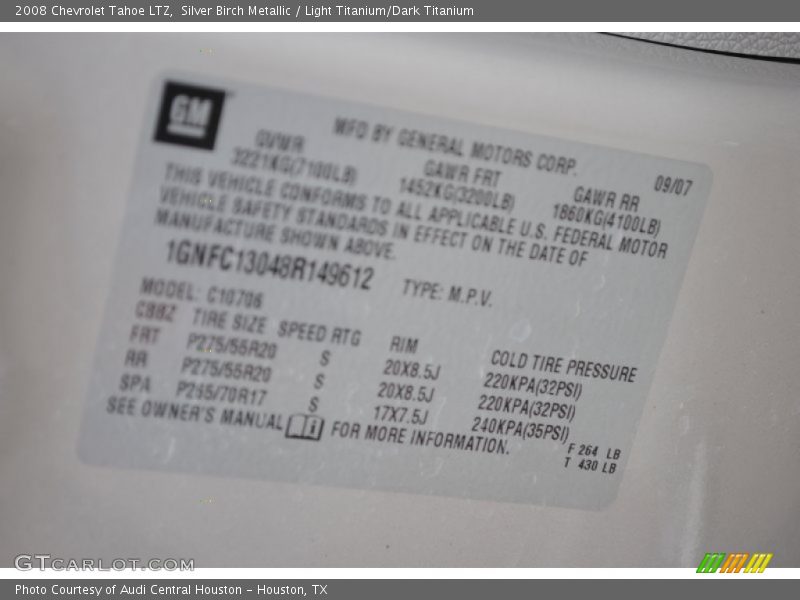 2008 Chevrolet Tahoe LTZ,  Silver Birch Metallic / Light Titanium/Dark Titanium
GM
MFD BY GENERAL MOTORS CORP.
GVWR GAWR FRT GAWR RR 09/07
3221KG(7100LB) 1452KG(3200LB) 1860KG(4100LB)
THIS VEHICLE CONFORMS TO ALL APPLICABLE U.S. FEDERAL MOTOR
VEHICLE SAFETY STANDARDS IN EFFECT ON THE DATE OF
MANUFACTURE SHOWN ABOVE.
1GNFC13048R149612 TYPE: M.P.V.
MODEL: C10706
TIRE SIZE SPEED RTG RIM COLD TIRE PRESSURE
FRT P275/55R20 S 20X8.5J 220KPA(32PSI)
RR P275/55R20 S 20X8.5J 220KPA(32PSI)
SPA P265/70R17 S 17X7.5J 240KPA(35PSI)
SEE OWNER'S MANUAL FOR MORE INFORMATION.
F 264 LB
T 430 LB
GTCARLOT.COM
Photo Courtesy of Audi Central Houston – Houston, TX